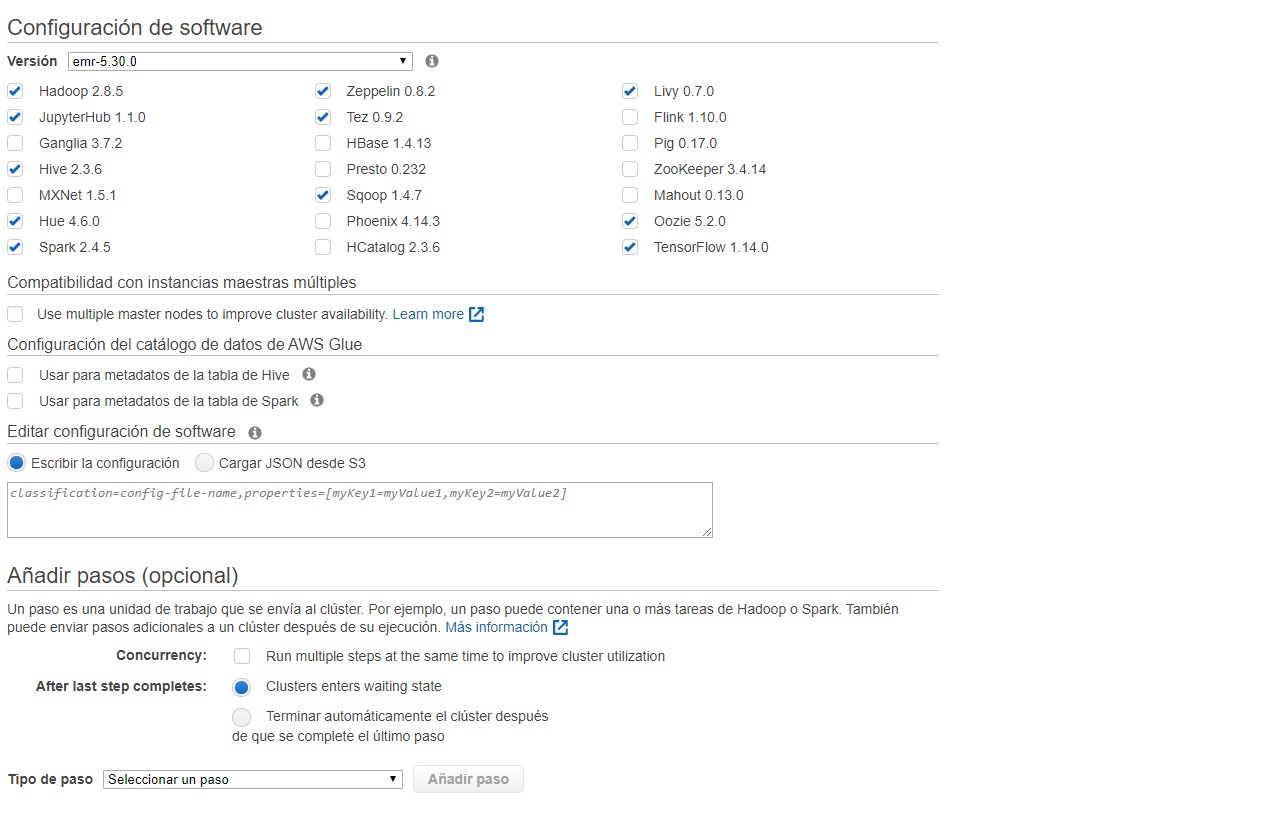 Configuración de software
Versión emr-5.30.0
Hadoop 2.8.5 Zeppelin 0.8.2 Livy 0.7.0
JupyterHub 1.1.0 Tez 0.9.2 Flink 1.10.0
Ganglia 3.7.2 HBase 1.4.13 Pig 0.17.0
Hive 2.3.6 Presto 0.232 ZooKeeper 3.4.14
MXNet 1.5.1 Sqoop 1.4.7 Mahout 0.13.0
Hue 4.6.0 Phoenix 4.14.3 Oozie 5.2.0
Spark 2.4.5 HCatalog 2.3.6 TensorFlow 1.14.0
Compatibilidad con instancias maestras múltiples
Use multiple master nodes to improve cluster availability. Learn more
Configuración del catálogo de datos de AWS Glue
Usar para metadatos de la tabla de Hive
Usar para metadatos de la tabla de Spark
Editar configuración de software
Escribir la configuración Cargar JSON desde S3
classification=config-file-name,properties=[myKey1=myValue1,myKey2=myValue2]
Añadir pasos (opcional)
Un paso es una unidad de trabajo que se envía al clúster. Por ejemplo, un paso puede contener una o más tareas de Hadoop o Spark. También
puede enviar pasos adicionales a un clúster después de su ejecución. Más información
Concurrency: Run multiple steps at the same time to improve cluster utilization
After last step completes: Clusters enters waiting state
Terminar automáticamente el clúster después
de que se complete el último paso
Tipo de paso Seleccionar un paso Añadir paso